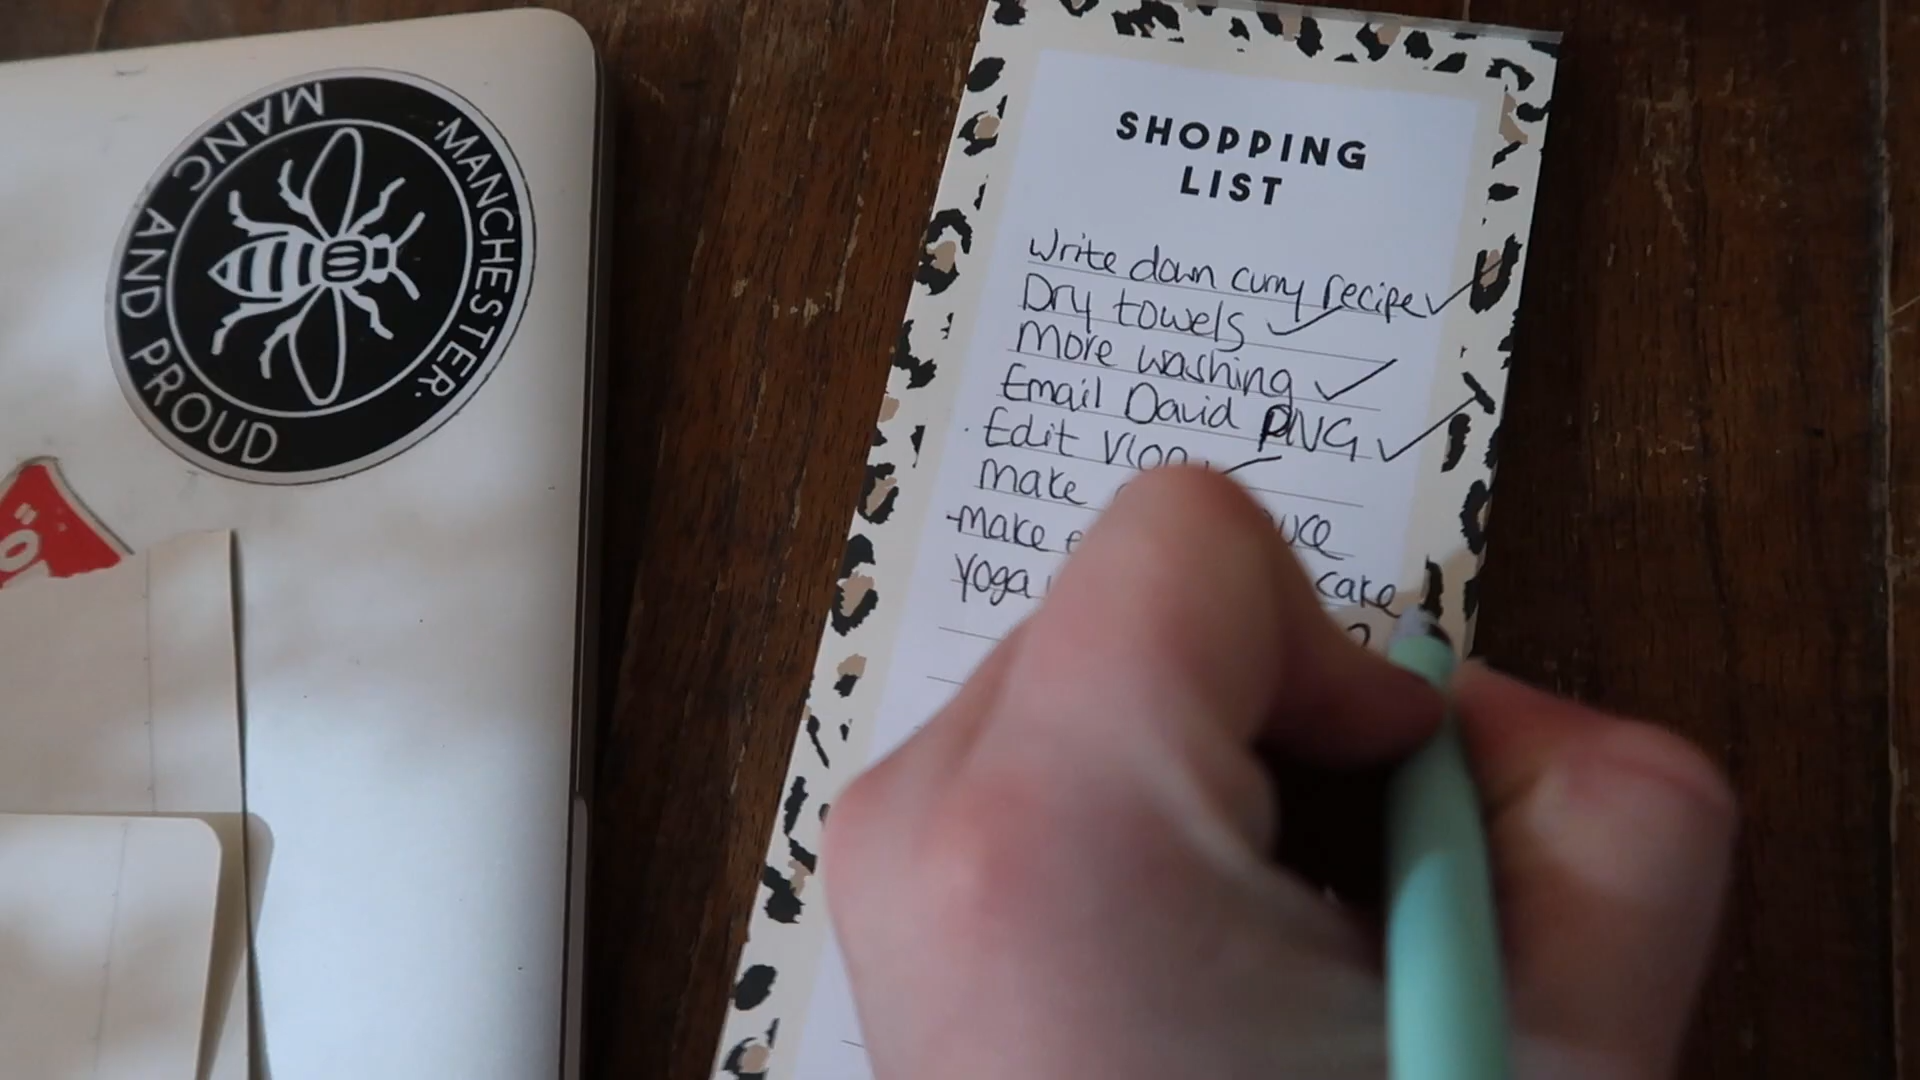 MANC AND PROUD
·MANCHESTER·
SHOPPING
LIST
Write down curry recipe
Dry towels
More washing
Email David PNG
Edit Vlog
Make
make
Yoga
cake